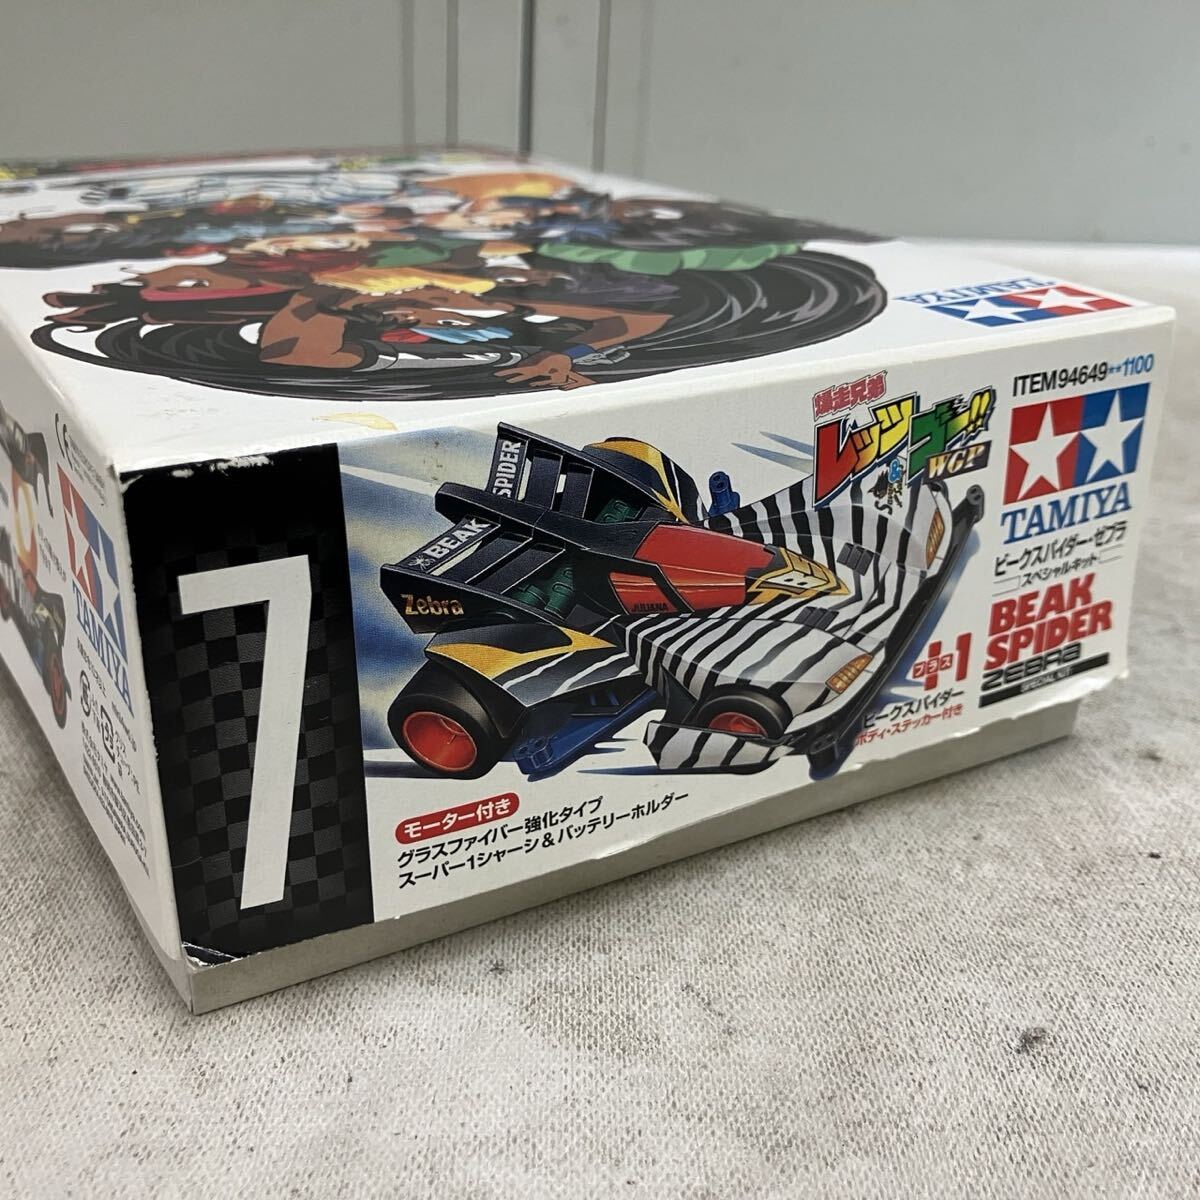 TAMIYA
ITEM94649**1100
爆走兄弟
レッツ
&
ゴー!!
WGP
TAMIYA
ビークスパイダー・ゼブラ
スペシャルキット
BEAK
SPIDER
ZEBRA
SPECIAL KIT
プラス
+1
ビークスパイダー
ボディ・ステッカー付き
SPIDER
BEAK
Zebra
JULIANA
B
7
モーター付き
グラスファイバー強化タイプ
スーパー1シャーシ&バッテリーホルダー
TAMIYA